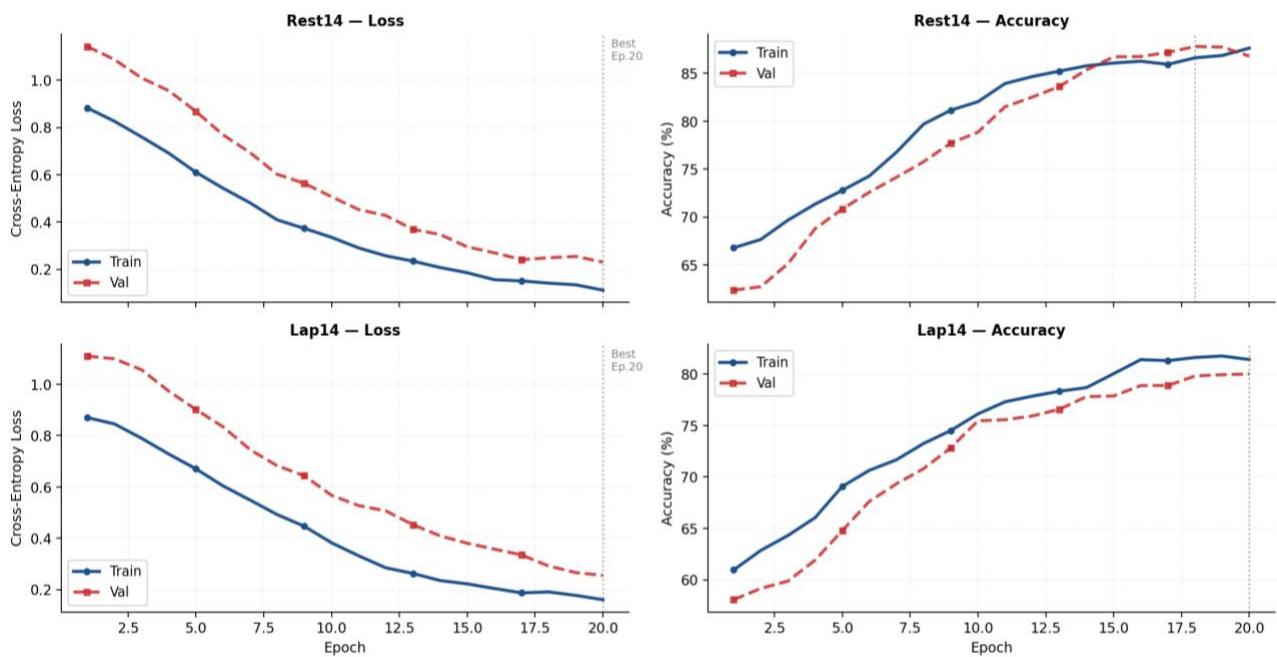 Rest14 — Loss
Cross-Entropy Loss
1.0
0.8
0.6
0.4
0.2
Train
Val
Best
Ep.20
Rest14 — Accuracy
Accuracy (%)
85
80
75
70
65
Train
Val
Lap14 — Loss
Cross-Entropy Loss
1.0
0.8
0.6
0.4
0.2
Train
Val
Best
Ep.20
2.5 5.0 7.5 10.0 12.5 15.0 17.5 20.0
Epoch
Lap14 — Accuracy
Accuracy (%)
80
75
70
65
60
Train
Val
2.5 5.0 7.5 10.0 12.5 15.0 17.5 20.0
Epoch